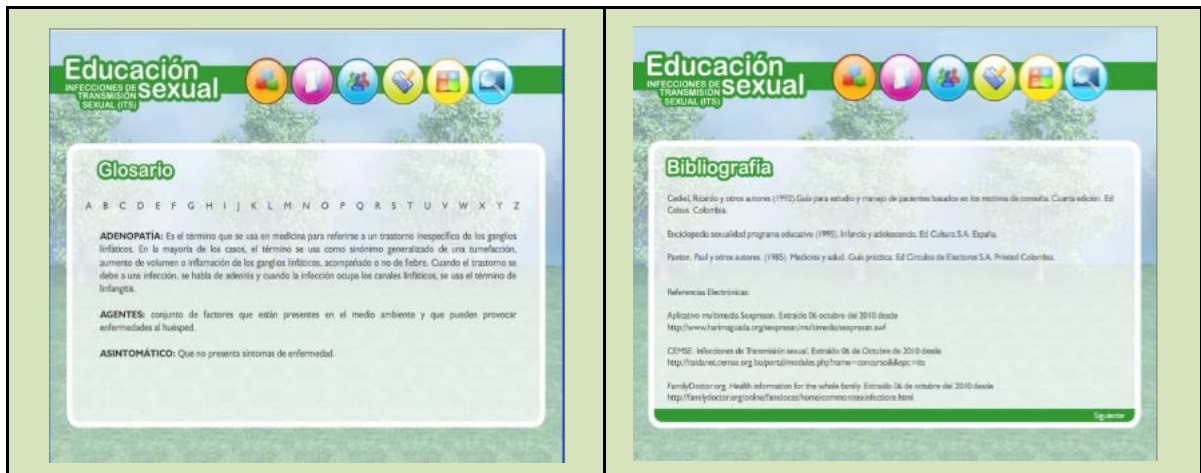 Educación
INFECCIONES DE
TRANSMISIÓN
SEXUAL (ITS)
sexual
Glosario
A B C D E F G H I J K L M N O P Q R S T U V W X Y Z
ADENOPATÍA: Es el término que se usa en medicina para referirse a un trastorno inespecífico de los ganglios
linfáticos. En la mayoría de los casos, el término se usa como sinónimo generalizado de una tumefacción,
aumento de volumen o inflamación de los ganglios linfáticos, acompañado o no de fiebre. Cuando el trastorno se
debe a una infección, se habla de adenitis y cuando la infección ocupa los canales linfáticos, se usa el término de
linfangitis.
AGENTES: conjunto de factores que están presentes en el medio ambiente y que pueden provocar
enfermedades al huésped.
ASINTOMÁTICO: Que no presenta síntomas de enfermedad.
Educación
INFECCIONES DE
TRANSMISIÓN
SEXUAL (ITS)
sexual
Bibliografía
Ricardo y otros autores (1992).Guía para estudio y manejo de pacientes basados en los motivos de consulta. Cuarta edición. Ed
Colombia.
Enciclopedia sexualidad programa educativo (1995). Infancia y adolescencia. Ed Cultura S.A. España.
Paul y otros autores. (1985). Medicina y salud. Guía práctica. Ed Círculos de Electores S.A. Printed Colombia.
Referencias Electrónicas:
Aplicativo multimedia Sexpresan. Extraído 06 octubre del 2010 desde
http://www.harimaguada.org/sexpresan/multimedia/sexpresan.swf
CEMSE. Infecciones de Transmisión sexual. Extraído 06 de Octubre de 2010 desde
FamilyDoctor.org. Health information for the whole family. Extraído 06 de octubre del 2010 desde
Siguiente